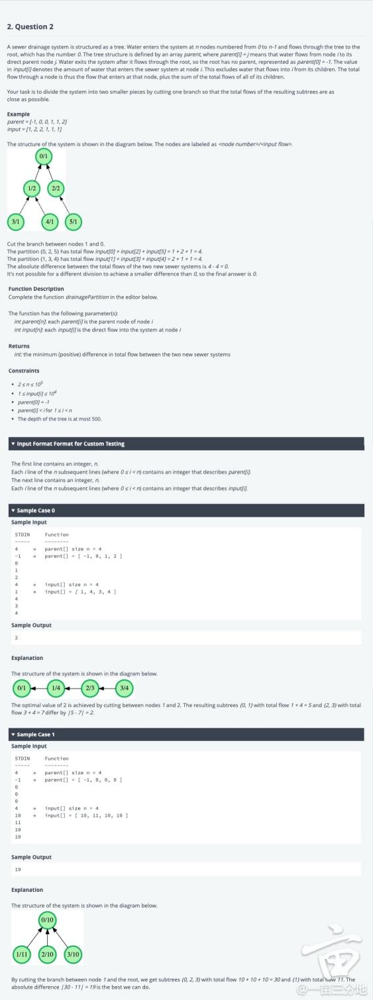 2. Question 2
A sewer drainage system is structured as a tree. Water enters the system at n nodes numbered from 0 to n-1 and flows through the tree to the
root, which has the number 0. The tree structure is defined by an array parent, where parent[i] = j means that water flows from node i to its
direct parent node j. Water exits the system after it flows through the root, so the root has no parent, represented as parent[0] = -1. The value
in input[i] denotes the amount of water that enters the sewer system at node i. This excludes water that flows into i from its children. The total
flow through a node is thus the flow that enters at that node, plus the sum of the total flows of all of its children.
Your task is to divide the system into two smaller pieces by cutting one branch so that the total flows of the resulting subtrees are as
close as possible.
Example
parent = [-1, 0, 0, 1, 1, 2]
input = [1, 2, 2, 1, 1, 1]
The structure of the system is shown in the diagram below. The nodes are labeled as <node number>/<input flow>.
0/1
1/2 2/2
3/1 4/1 5/1
Cut the branch between nodes 1 and 0.
The partition {0, 2, 5} has total flow input[0] + input[2] + input[5] = 1 + 2 + 1 = 4.
The partition {1, 3, 4} has total flow input[1] + input[3] + input[4] = 2 + 1 + 1 = 4.
The absolute difference between the total flows of the two new sewer systems is 4 - 4 = 0.
It's not possible for a different division to achieve a smaller difference than 0, so the final answer is 0.
Function Description
Complete the function drainagePartition in the editor below.
The function has the following parameter(s):
int parent[n]: each parent[i] is the parent node of node i
int input[n]: each input[i] is the direct flow into the system at node i
Returns
int: the minimum (positive) difference in total flow between the two new sewer systems
Constraints
• 2 ≤ n ≤ 10⁵
• 1 ≤ input[i] ≤ 10⁴
• parent[0] = -1
• parent[i] < i for 1 ≤ i < n
• The depth of the tree is at most 500.
▼ Input Format Format for Custom Testing
The first line contains an integer, n.
Each i line of the n subsequent lines (where 0 ≤ i < n) contains an integer that describes parent[i].
The next line contains an integer, n.
Each i line of the n subsequent lines (where 0 ≤ i < n) contains an integer that describes input[i].
▼ Sample Case 0
Sample Input
STDIN Function
----- --------
4 → parent[] size n = 4
-1 → parent[] = [ -1, 0, 1, 2 ]
0
1
2
4 → input[] size n = 4
1 → input[] = [ 1, 4, 3, 4 ]
4
3
4
Sample Output
2
Explanation
The structure of the system is shown in the diagram below.
0/1 1/4 2/3 3/4
The optimal value of 2 is achieved by cutting between nodes 1 and 2. The resulting subtrees {0, 1} with total flow 1 + 4 = 5 and {2, 3} with total
flow 3 + 4 = 7 differ by |5 - 7| = 2.
▼ Sample Case 1
Sample Input
STDIN Function
----- --------
4 → parent[] size n = 4
-1 → parent[] = [ -1, 0, 0, 0 ]
0
0
0
4 → input[] size n = 4
10 → input[] = [ 10, 11, 10, 10 ]
11
10
10
Sample Output
19
Explanation
The structure of the system is shown in the diagram below.
0/10
1/11 2/10 3/10
By cutting the branch between node 1 and the root, we get subtrees {0, 2, 3} with total flow 10 + 10 + 10 = 30 and {1} with total flow 11. The
absolute difference |30 - 11| = 19 is the best we can do.
亩
@一亩三分地